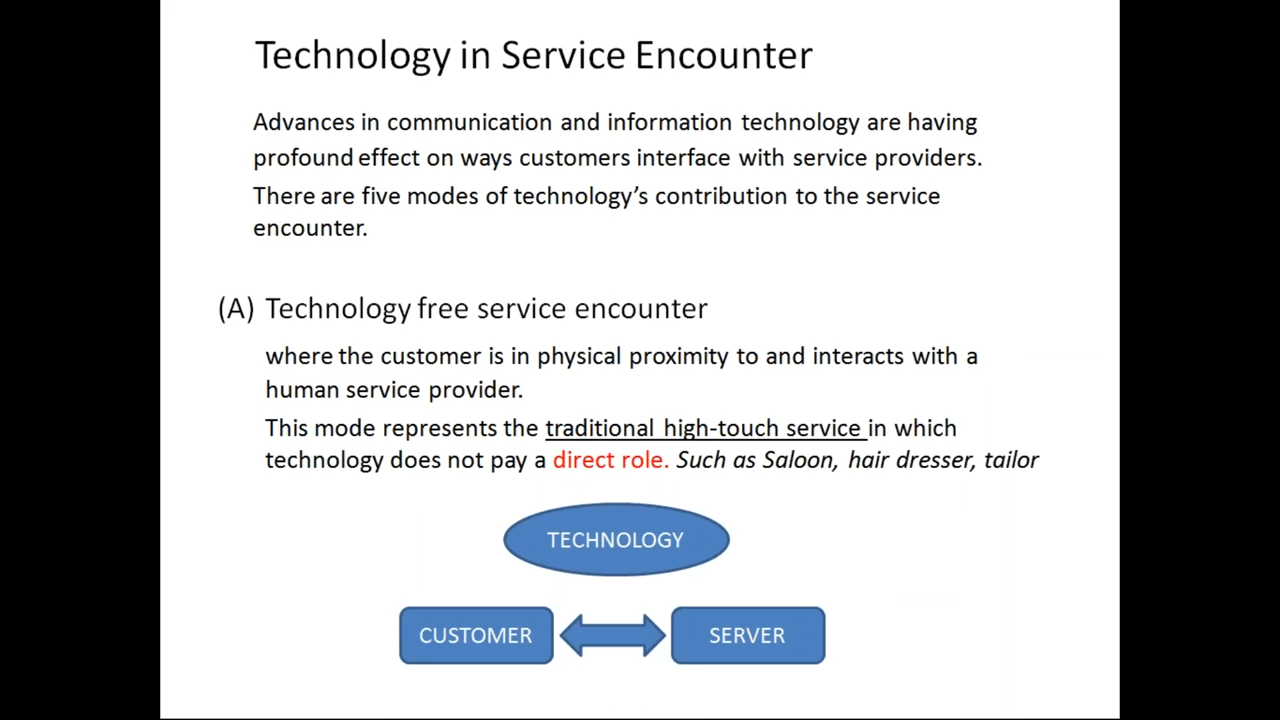 Technology in Service Encounter
Advances in communication and information technology are having
profound effect on ways customers interface with service providers.
There are five modes of technology’s contribution to the service
encounter.
(A) Technology free service encounter
where the customer is in physical proximity to and interacts with a
human service provider.
This mode represents the traditional high-touch service in which
technology does not pay a direct role. Such as Saloon, hair dresser, tailor
TECHNOLOGY
CUSTOMER SERVER